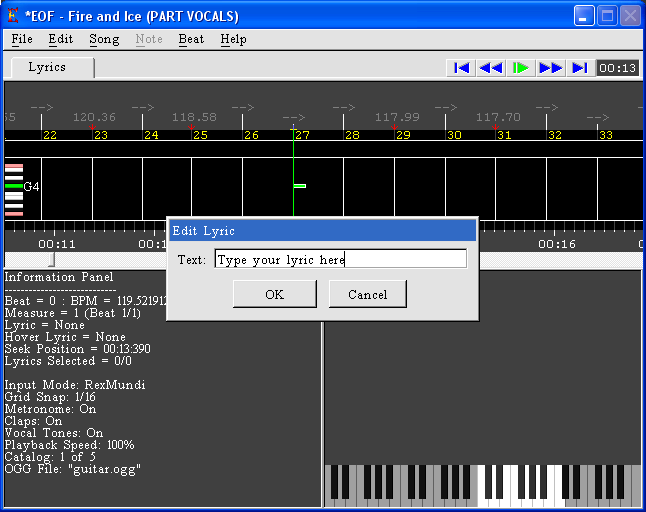 *EOF - Fire and Ice (PART VOCALS)
File Edit Song Note Beat Help
Lyrics 00:13
--> --> --> --> --> -->
120.36 118.58 117.99 117.70
22 23 24 25 26 27 28 29 30 31 32 33
G4
00:11 00:16
Edit Lyric
Text: Type your lyric here
OK Cancel
Information Panel
----------------------------
Beat = 0 : BPM = 119.521912
Measure = 1 (Beat 1/1)
Lyric = None
Hover Lyric = None
Seek Position = 00:13:390
Lyrics Selected = 0/0
Input Mode: RexMundi
Grid Snap: 1/16
Metronome: On
Claps: On
Vocal Tones: On
Playback Speed: 100%
Catalog: 1 of 5
OGG File: "guitar.ogg"